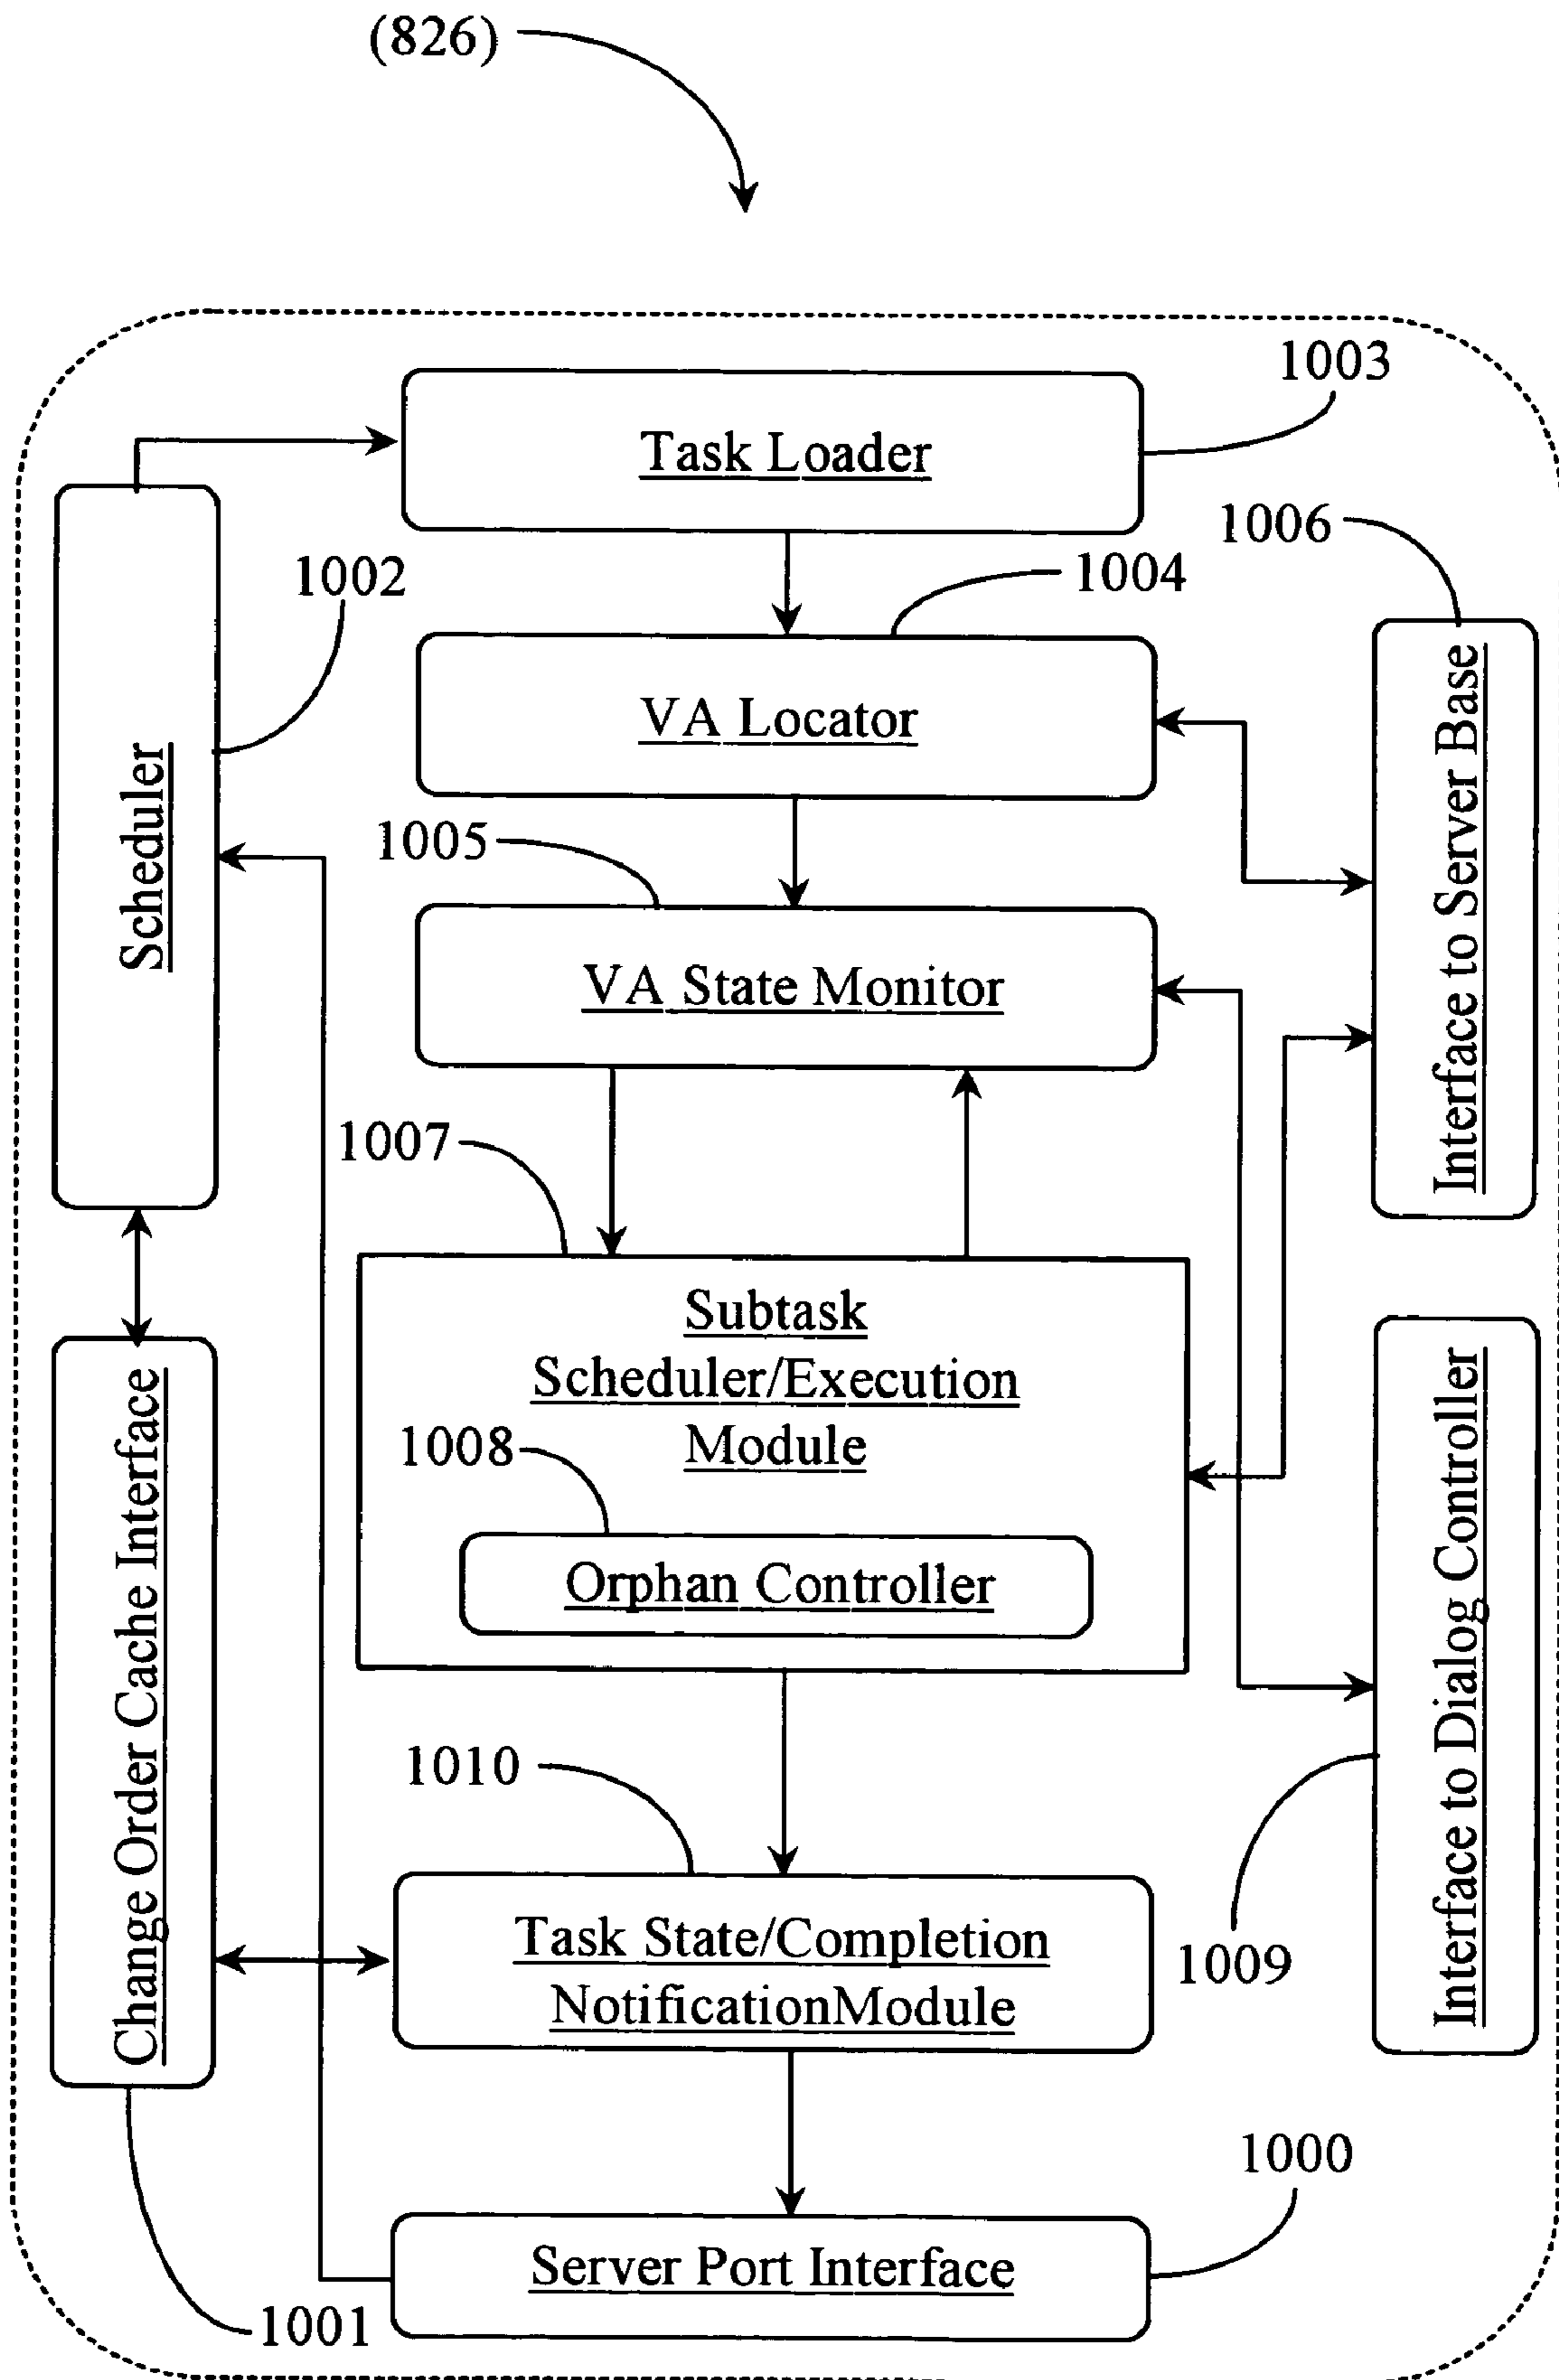 (826)
1003
Task Loader
1006
1002
1004
VA Locator
Scheduler
Interface to Server Base
1005
VA State Monitor
1007
Subtask
Scheduler/Execution
Module
1008
Orphan Controller
Change Order Cache Interface
Interface to Dialog Controller
1010
Task State/Completion
NotificationModule
1009
1000
Server Port Interface
1001